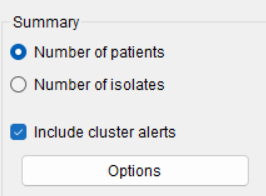 Summary
Number of patients
Number of isolates
Include cluster alerts
Options